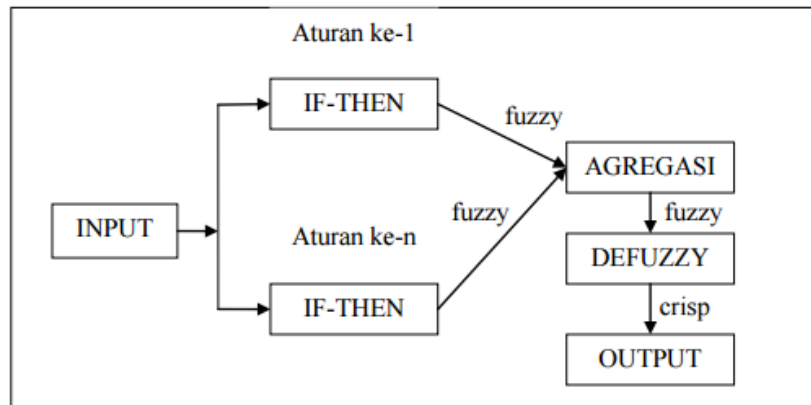 Aturan ke-1
IF-THEN
fuzzy
AGREGASI
INPUT
fuzzy
fuzzy
Aturan ke-n
DEFUZZY
IF-THEN
crisp
OUTPUT